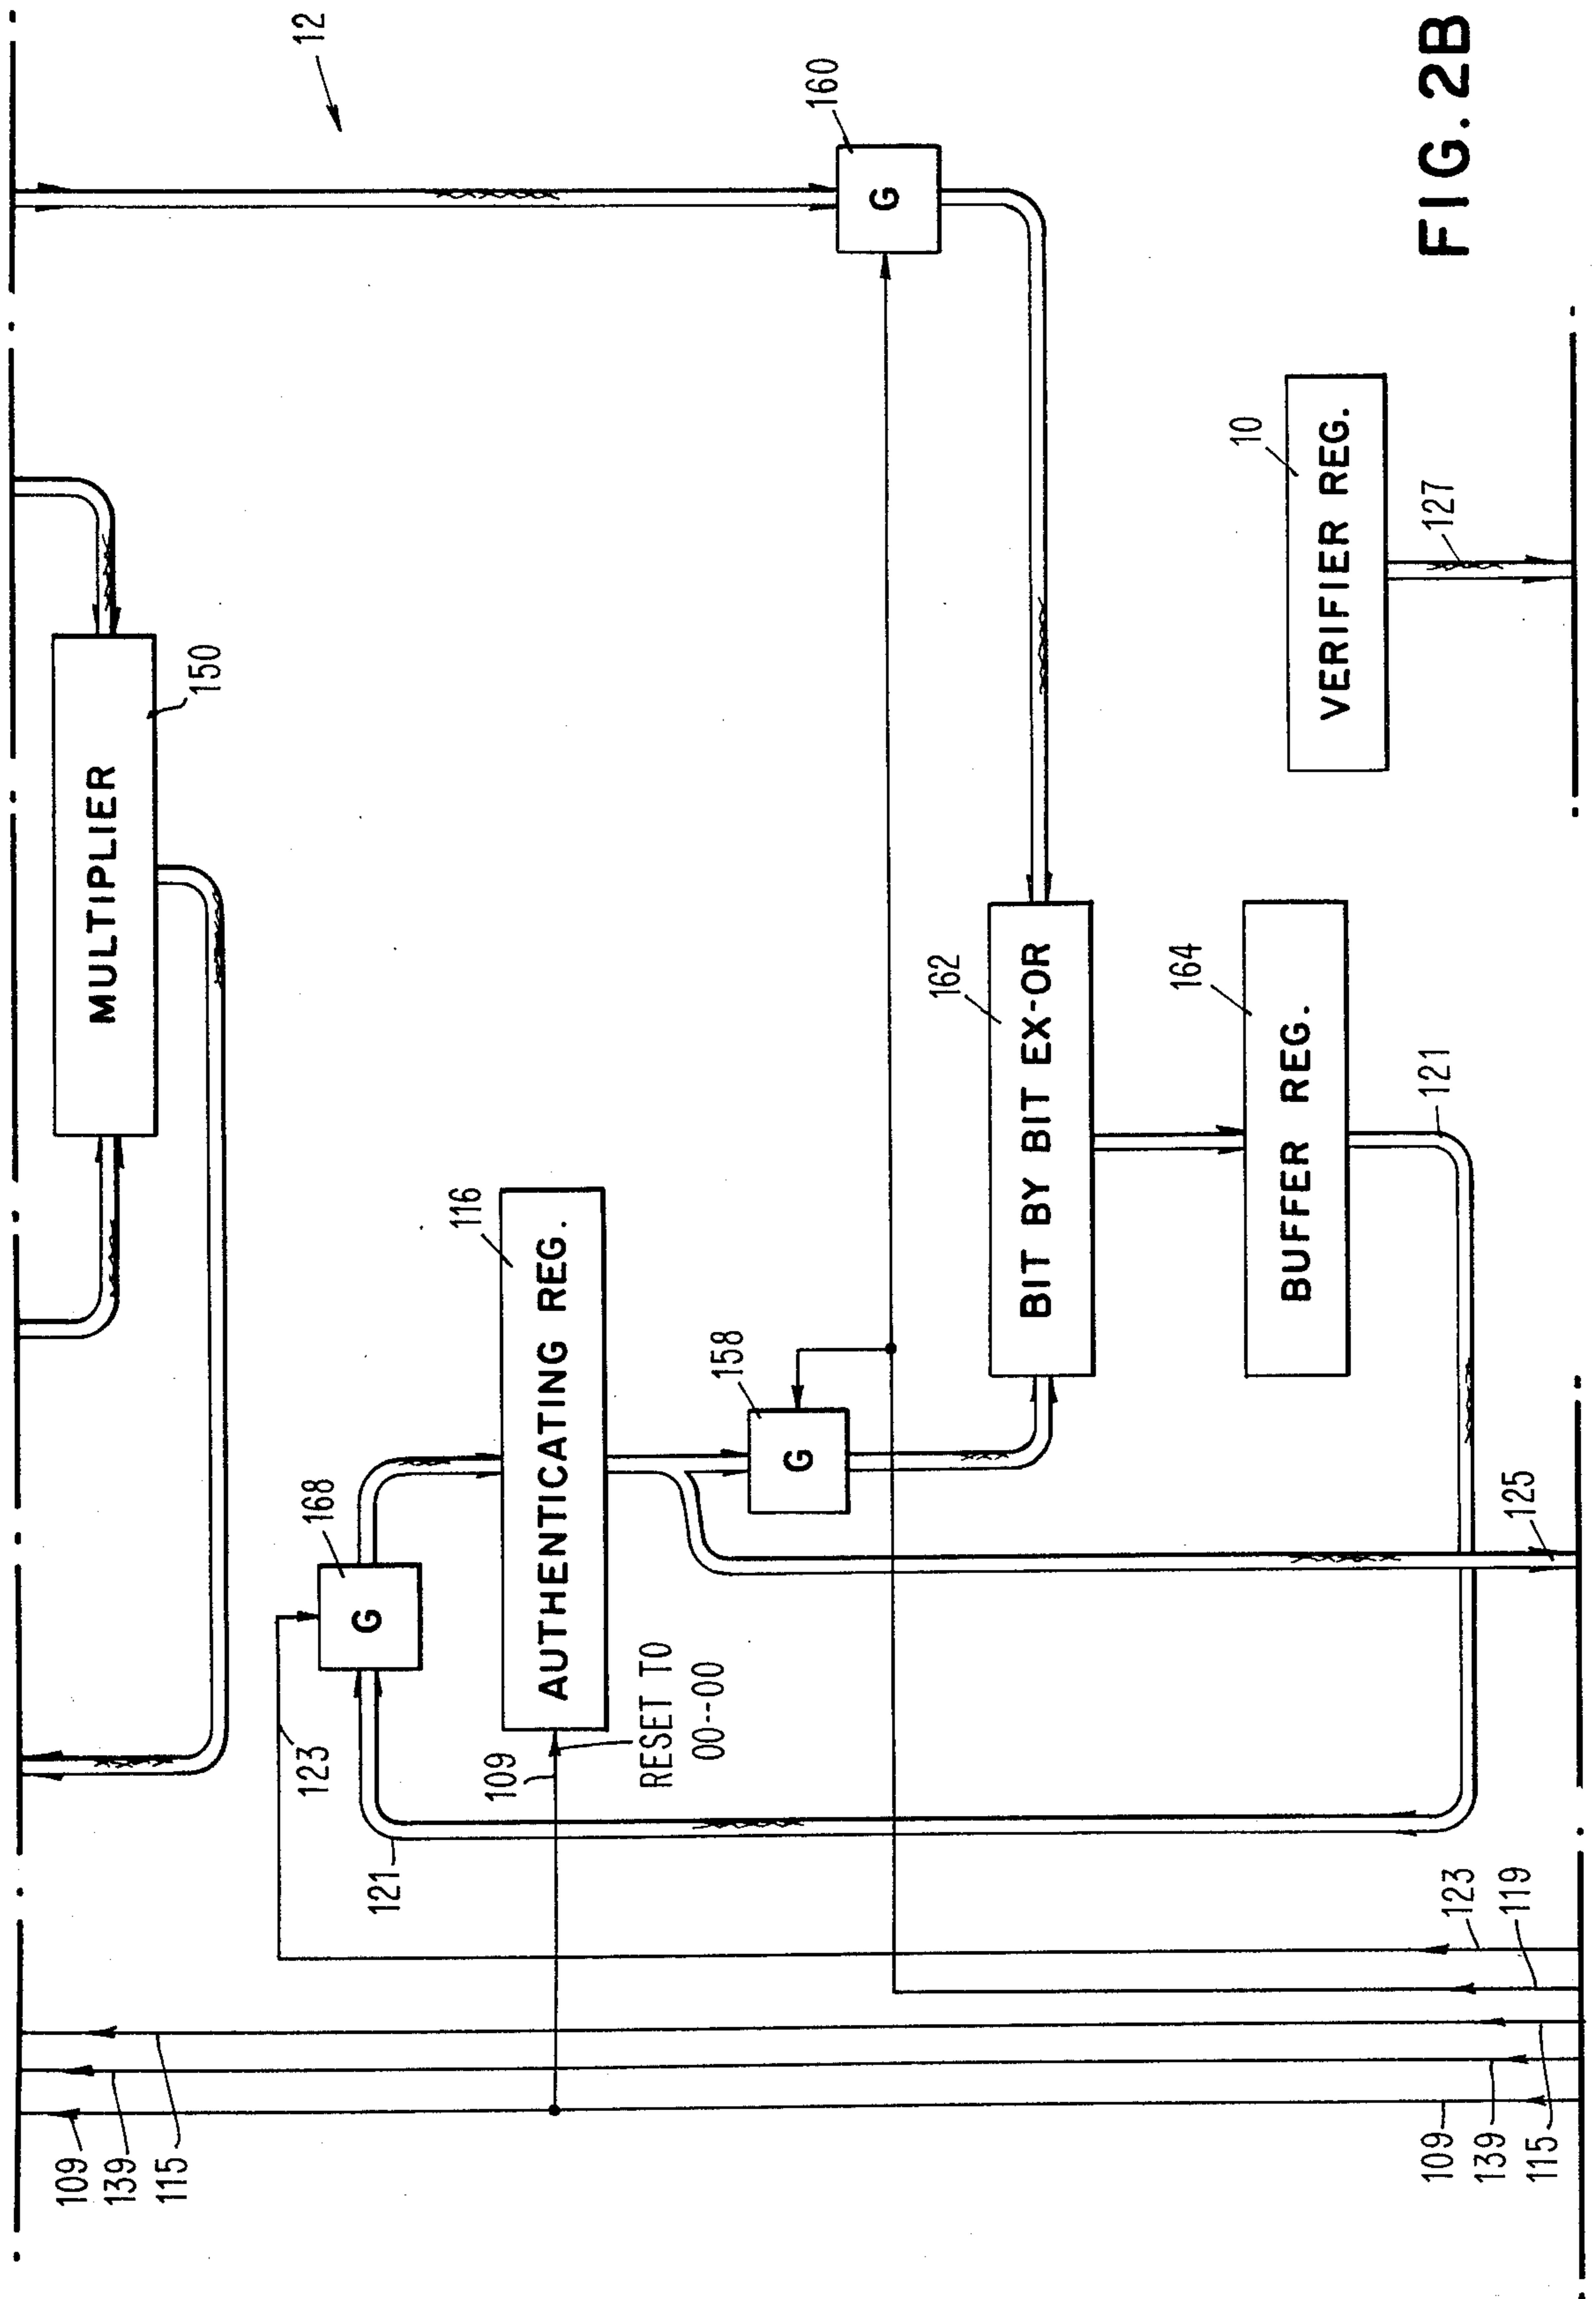 12
MULTIPLIER
150
168
G
123
116
AUTHENTICATING REG.
109
RESET TO
00--00
121
158
G
160
G
162
BIT BY BIT EX-OR
164
BUFFER REG.
121
10
VERIFIER REG.
127
125
123
119
109
139
115
109
139
115
FIG. 2B